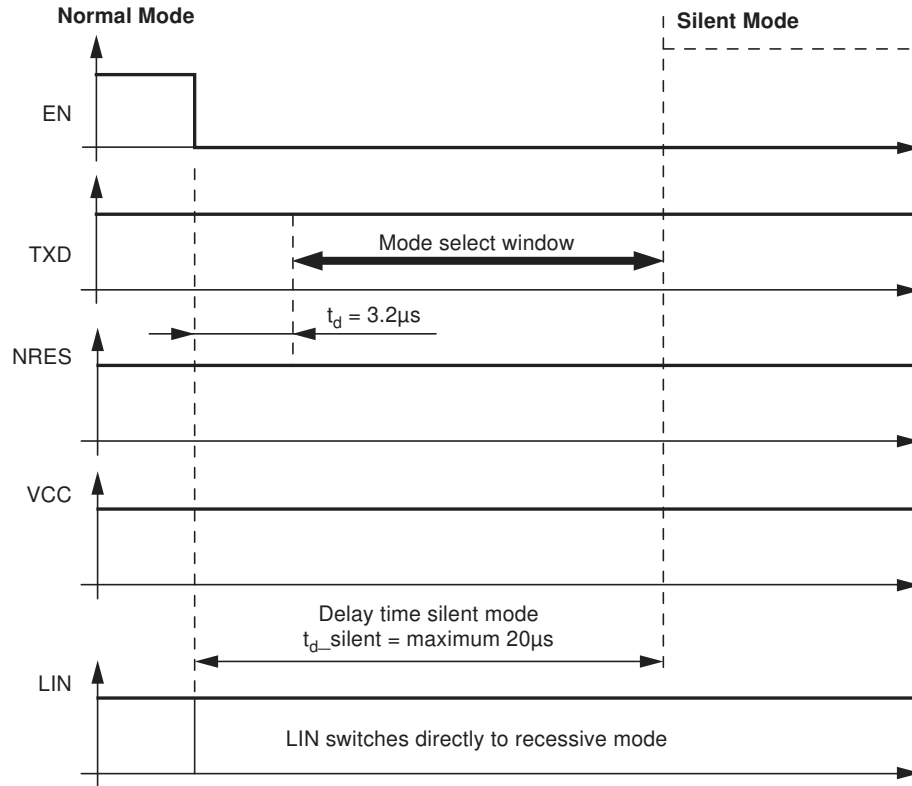 Normal Mode
Silent Mode
EN
TXD
Mode select window
t_d = 3.2µs
NRES
VCC
Delay time silent mode
t_d_silent = maximum 20µs
LIN
LIN switches directly to recessive mode